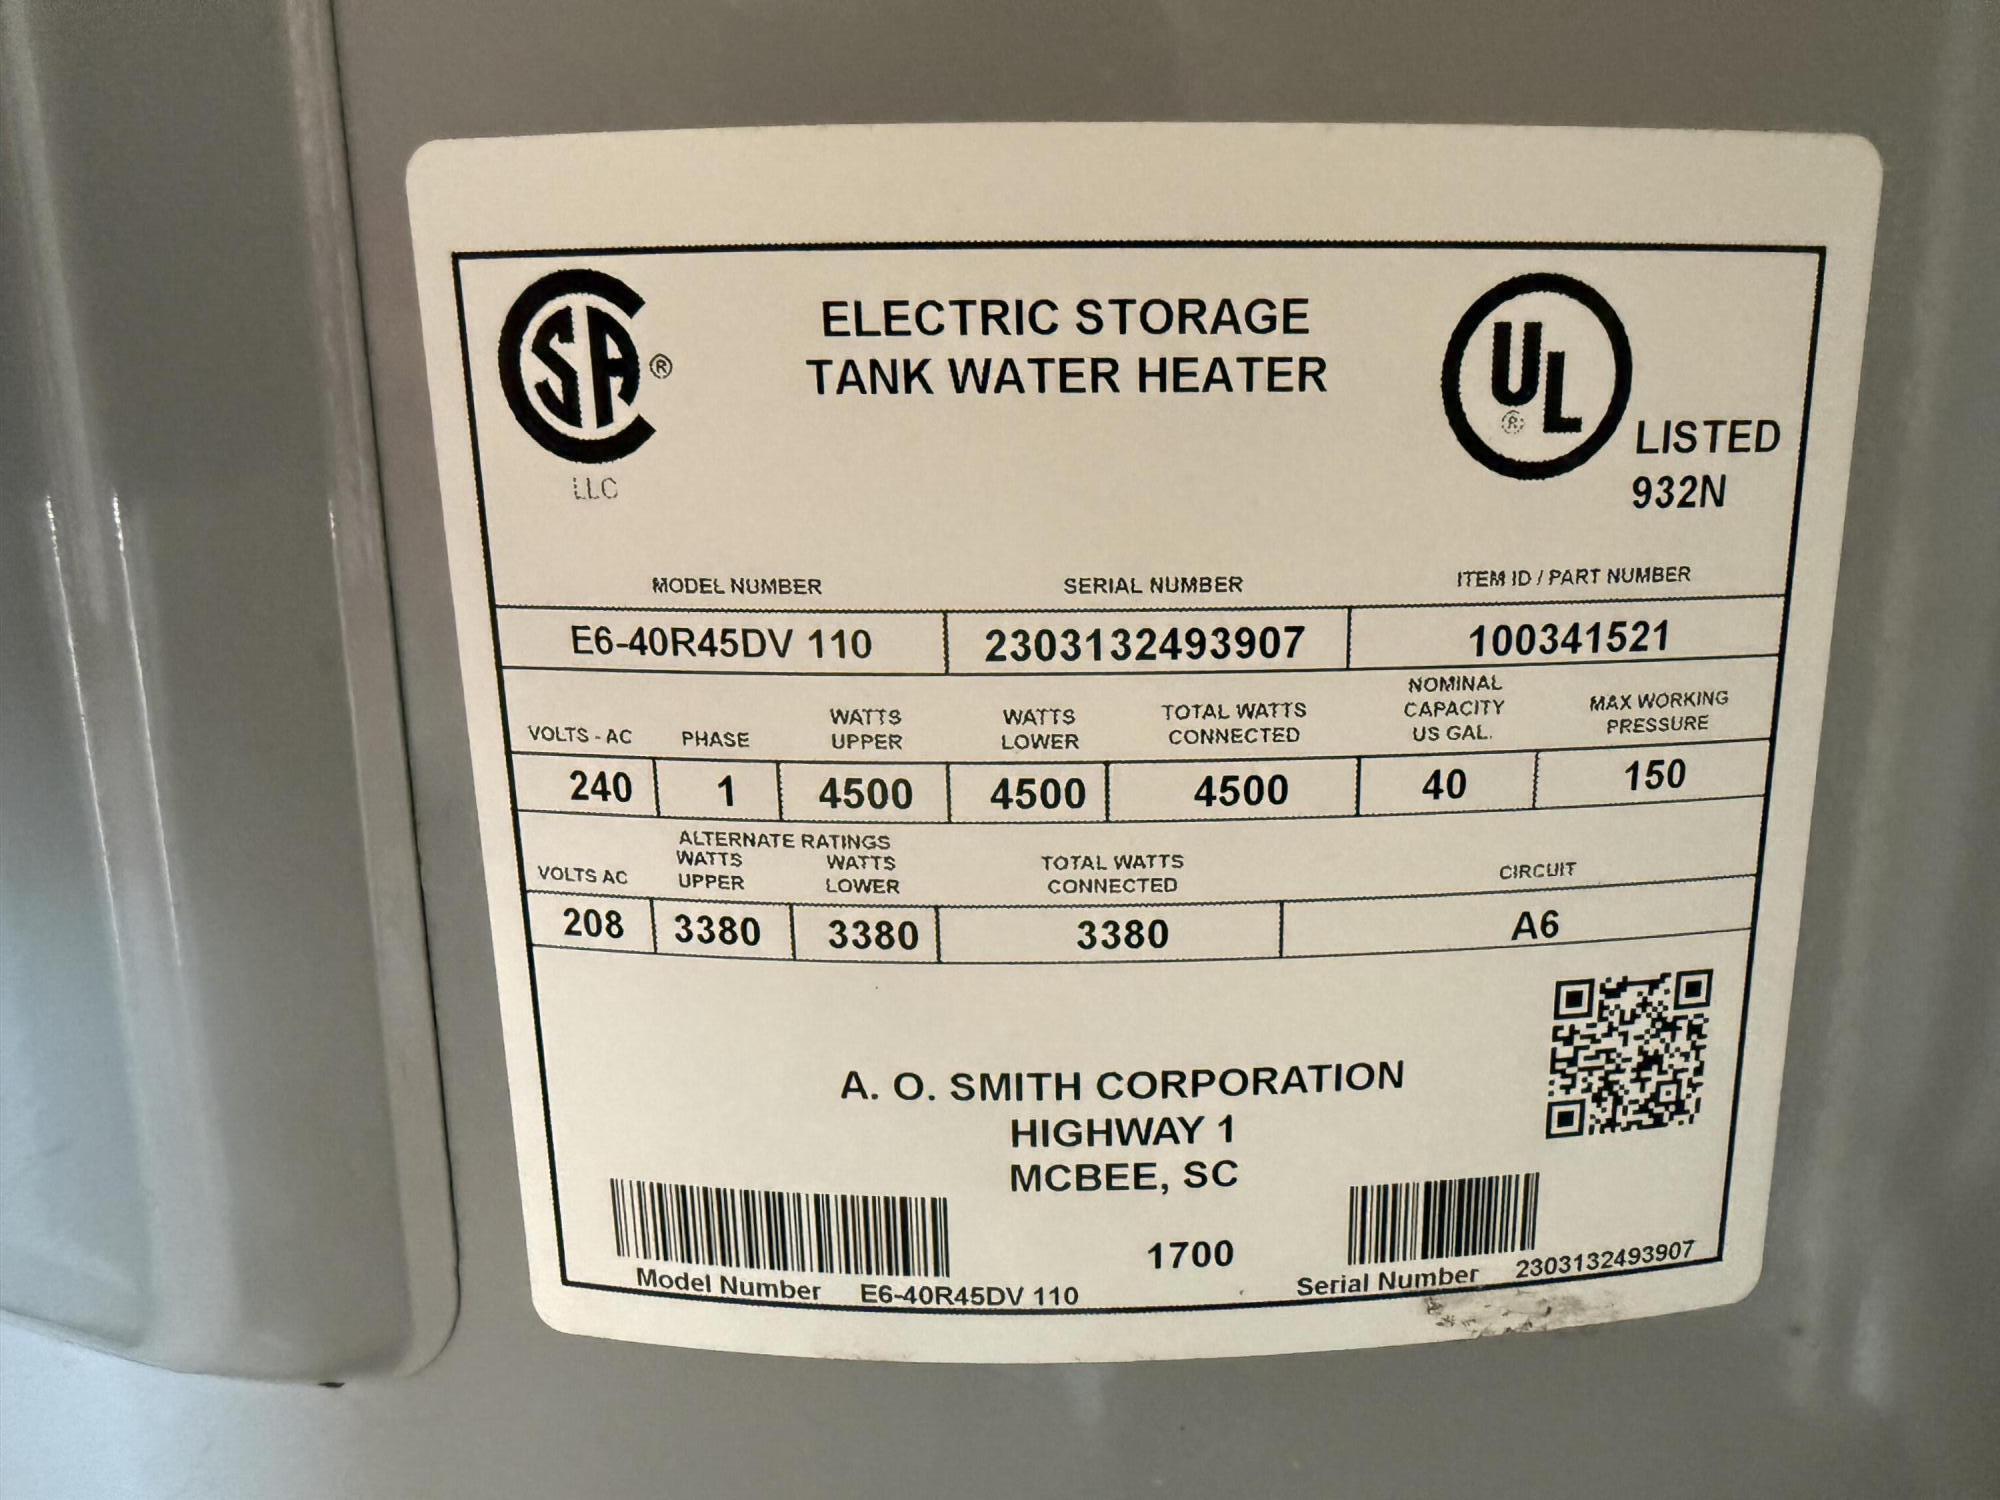 SA ®
LLC
ELECTRIC STORAGE
TANK WATER HEATER
UL ®
LISTED
932N
MODEL NUMBER SERIAL NUMBER ITEM ID / PART NUMBER
E6-40R45DV 110 2303132493907 100341521
VOLTS - AC PHASE WATTS UPPER WATTS LOWER TOTAL WATTS CONNECTED NOMINAL CAPACITY US GAL. MAX WORKING PRESSURE
240 1 4500 4500 4500 40 150
ALTERNATE RATINGS
VOLTS AC WATTS UPPER WATTS LOWER TOTAL WATTS CONNECTED CIRCUIT
208 3380 3380 3380 A6
A. O. SMITH CORPORATION
HIGHWAY 1
MCBEE, SC
1700
Model Number E6-40R45DV 110
Serial Number 2303132493907